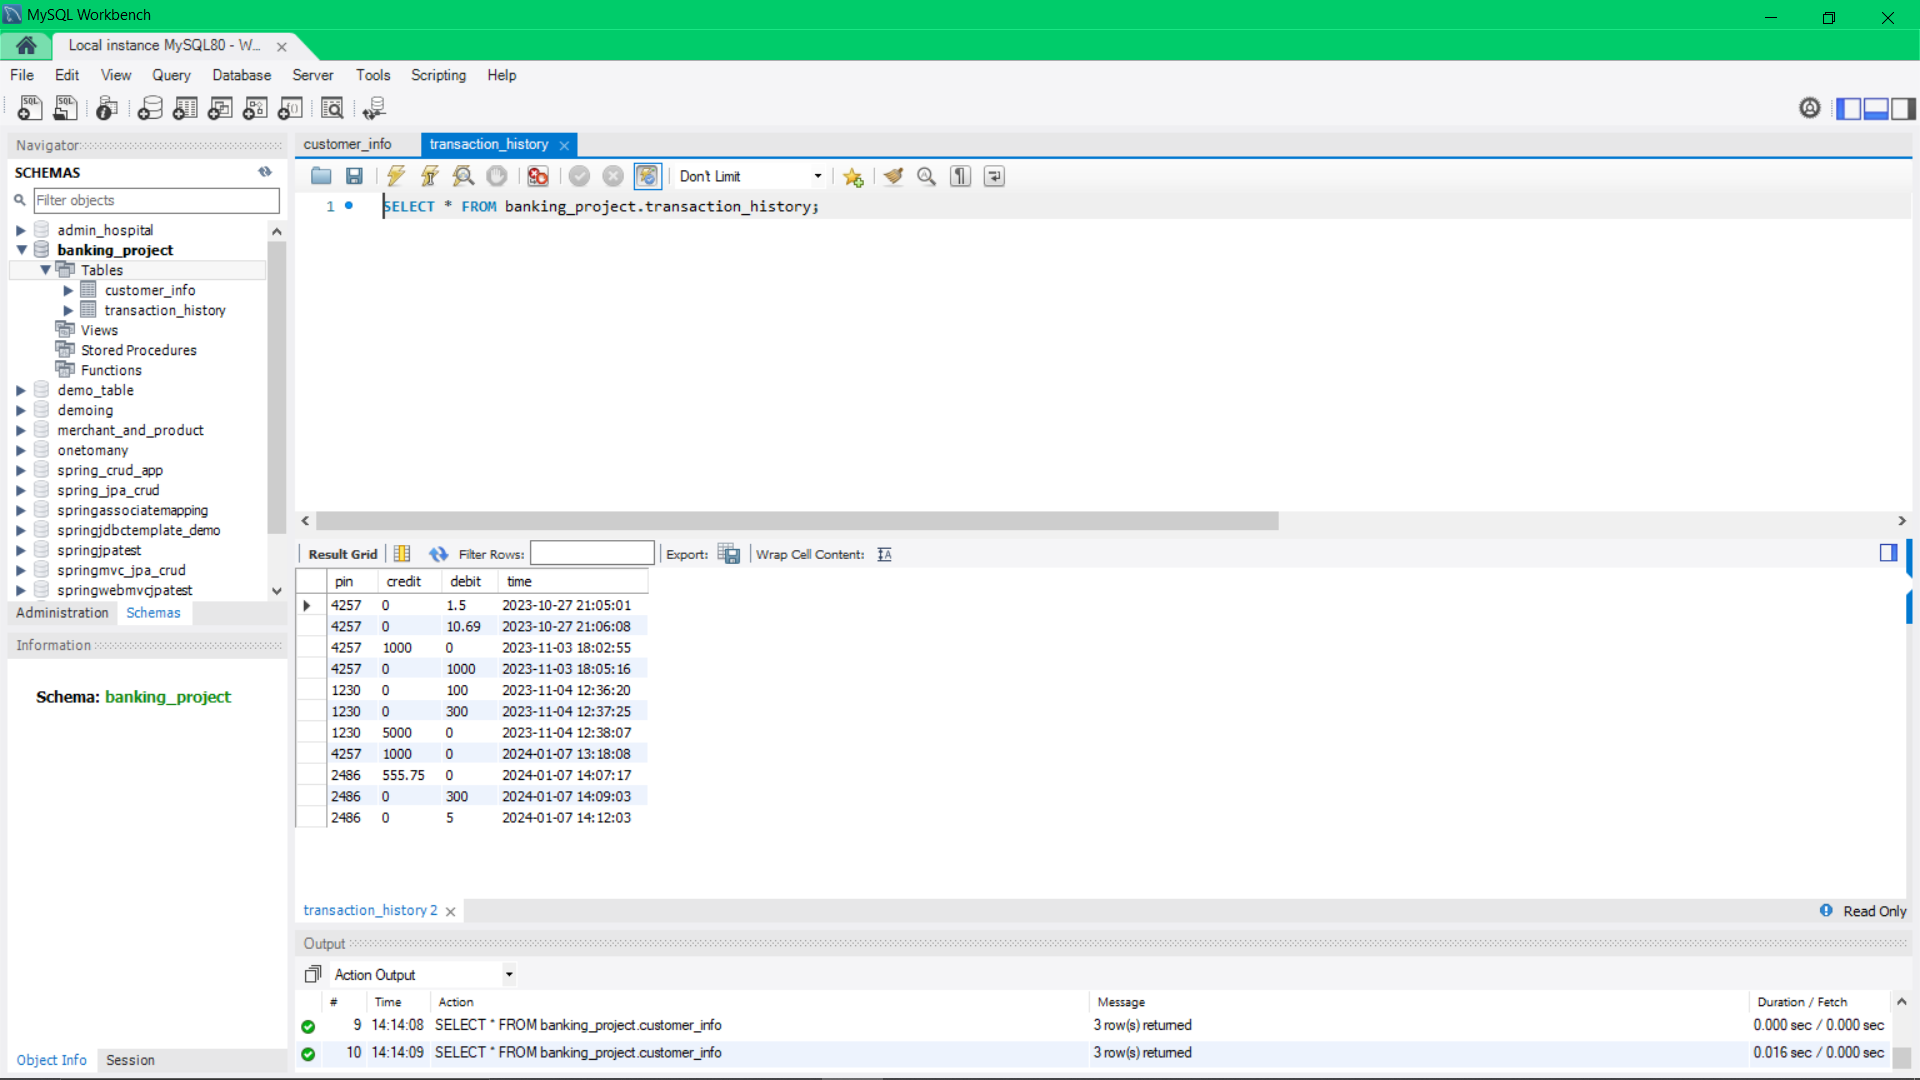 MySQL Workbench
Local instance MySQL80 - W...
File Edit View Query Database Server Tools Scripting Help
Navigator
SCHEMAS
Filter objects
admin_hospital
banking_project
Tables
customer_info
transaction_history
Views
Stored Procedures
Functions
demo_table
demoing
merchant_and_product
onetomany
spring_crud_app
spring_jpa_crud
springassociatemapping
springjdbctemplate_demo
springjpatest
springmvc_jpa_crud
springwebmvcjpatest
Administration Schemas
Information
Schema: banking_project
Object Info Session
customer_info transaction_history
Don't Limit
1 SELECT * FROM banking_project.transaction_history;
Result Grid Filter Rows: Export: Wrap Cell Content:
pin credit debit time
4257 0 1.5 2023-10-27 21:05:01
4257 0 10.69 2023-10-27 21:06:08
4257 1000 0 2023-11-03 18:02:55
4257 0 1000 2023-11-03 18:05:16
1230 0 100 2023-11-04 12:36:20
1230 0 300 2023-11-04 12:37:25
1230 5000 0 2023-11-04 12:38:07
4257 1000 0 2024-01-07 13:18:08
2486 555.75 0 2024-01-07 14:07:17
2486 0 300 2024-01-07 14:09:03
2486 0 5 2024-01-07 14:12:03
transaction_history 2 Read Only
Output
Action Output
# Time Action Message Duration / Fetch
9 14:14:08 SELECT * FROM banking_project.customer_info 3 row(s) returned 0.000 sec / 0.000 sec
10 14:14:09 SELECT * FROM banking_project.customer_info 3 row(s) returned 0.016 sec / 0.000 sec